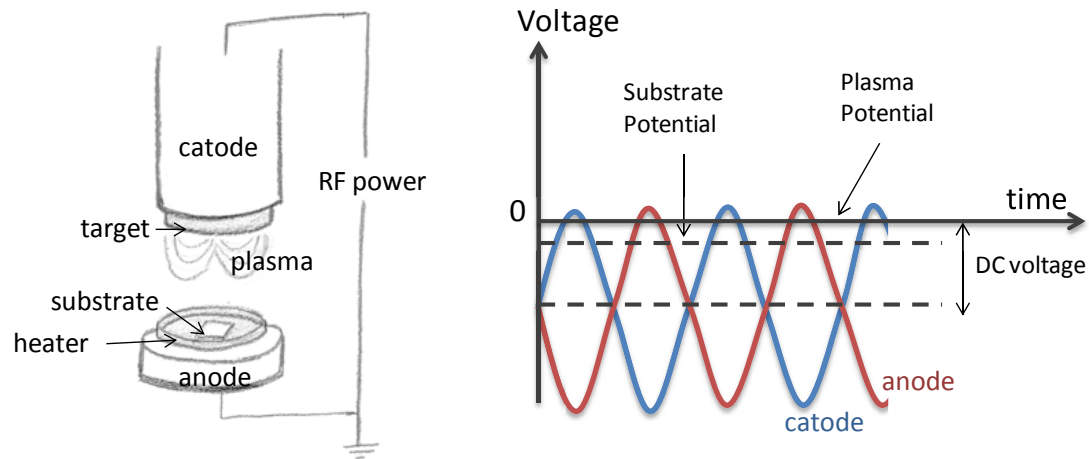 catode
RF power
target
plasma
substrate
heater
anode
Voltage
Substrate
Potential
Plasma
Potential
0
time
DC voltage
anode
catode